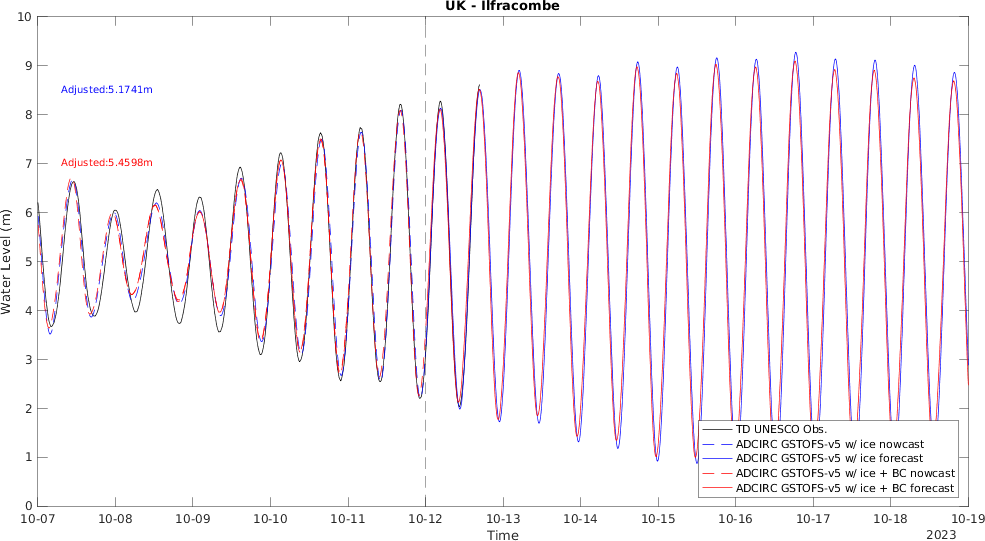 UK - Ilfracombe
10
9
8
7
6
5
4
3
2
1
0
Water Level (m)
Adjusted:5.1741m
Adjusted:5.4598m
TD UNESCO Obs.
ADCIRC GSTOFS-v5 w/ ice nowcast
ADCIRC GSTOFS-v5 w/ ice forecast
ADCIRC GSTOFS-v5 w/ ice + BC nowcast
ADCIRC GSTOFS-v5 w/ ice + BC forecast
10-07 10-08 10-09 10-10 10-11 10-12 10-13 10-14 10-15 10-16 10-17 10-18 10-19
Time
2023